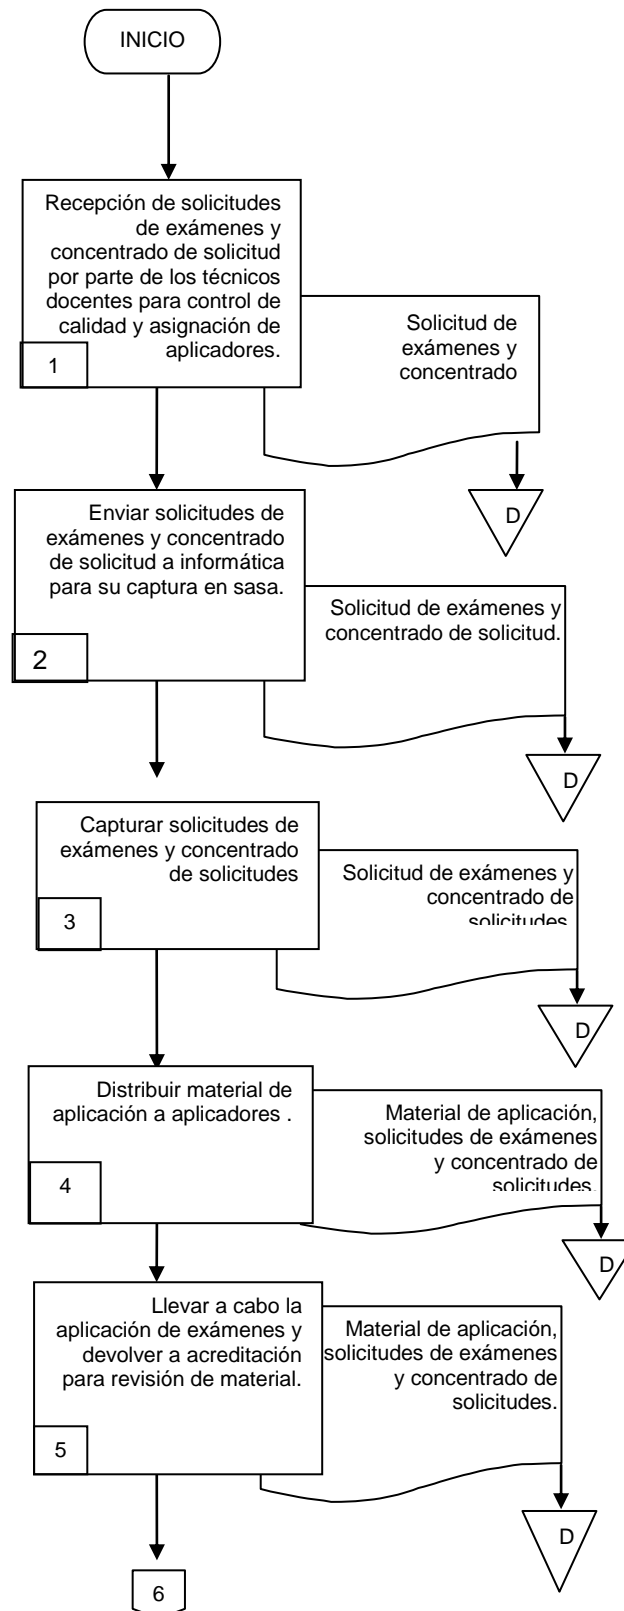 INICIO
Recepción de solicitudes
de exámenes y
concentrado de solicitud
por parte de los técnicos
docentes para control de
calidad y asignación de
aplicadores.
1
Solicitud de
exámenes y
concentrado
D
Enviar solicitudes de
exámenes y concentrado
de solicitud a informática
para su captura en sasa.
2
Solicitud de exámenes y
concentrado de solicitud.
D
Capturar solicitudes de
exámenes y concentrado
de solicitudes
3
Solicitud de exámenes y
concentrado de
solicitudes.
D
Distribuir material de
aplicación a aplicadores .
4
Material de aplicación,
solicitudes de exámenes
y concentrado de
solicitudes.
D
Llevar a cabo la
aplicación de exámenes y
devolver a acreditación
para revisión de material.
5
Material de aplicación,
solicitudes de exámenes
y concentrado de
solicitudes.
D
6